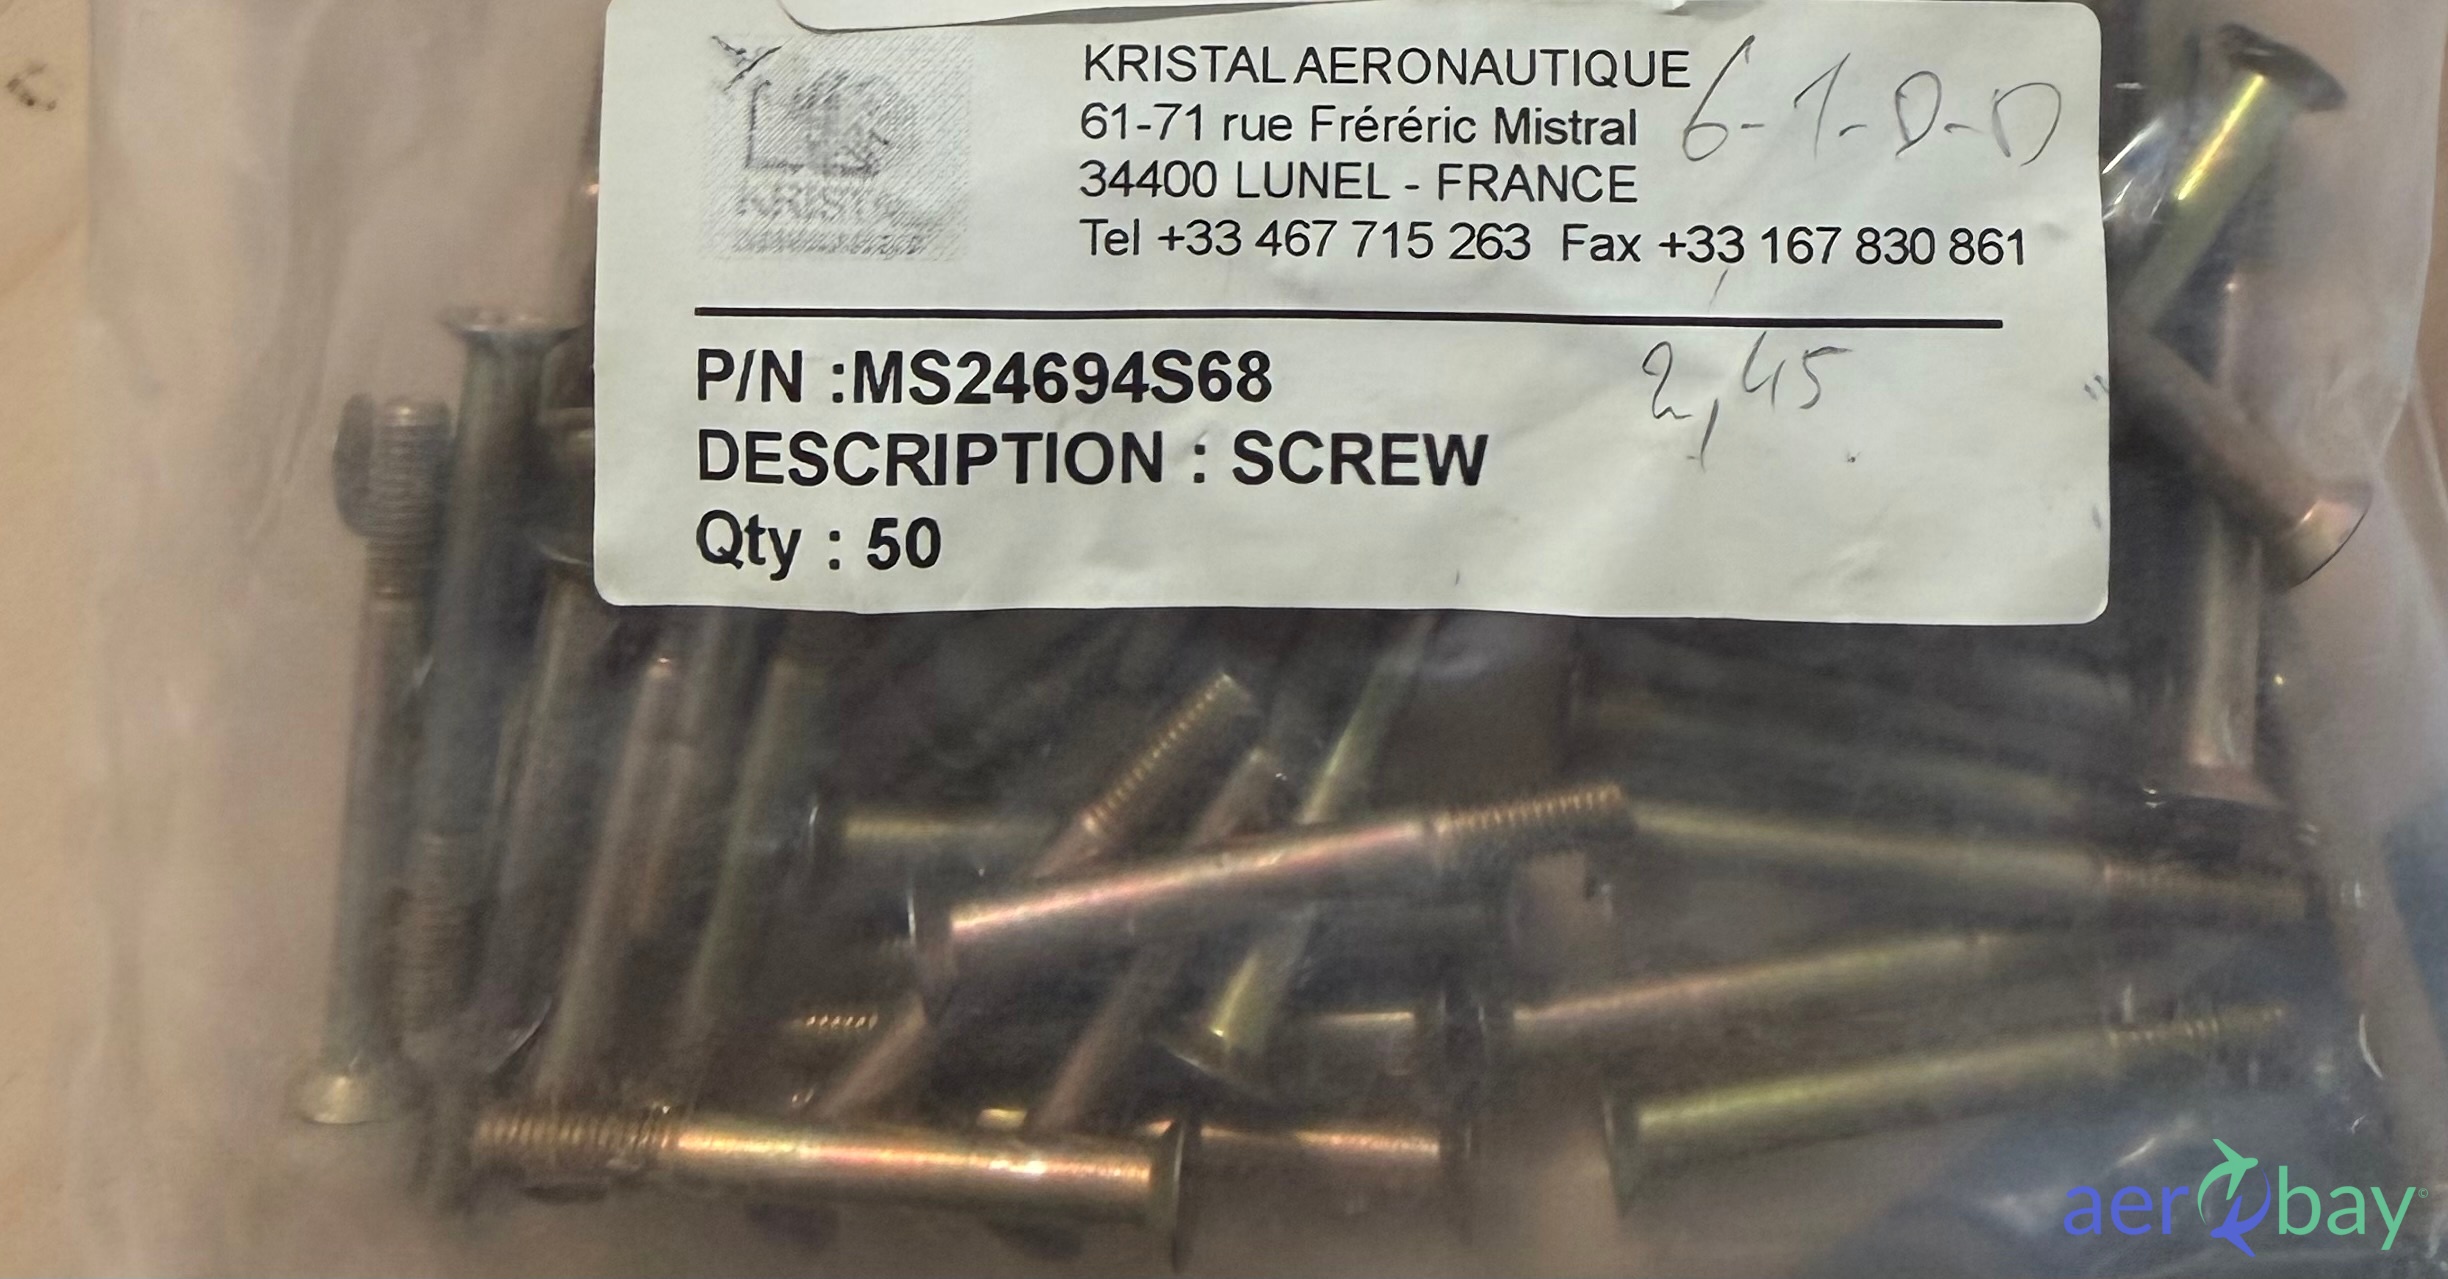 KRISTAL AERONAUTIQUE
61-71 rue Fréréric Mistral
34400 LUNEL - FRANCE
Tel +33 467 715 263 Fax +33 167 830 861
6-1-D-D
KRISTAL
P/N :MS24694S68
2,45
DESCRIPTION : SCREW
Qty : 50
aerobay